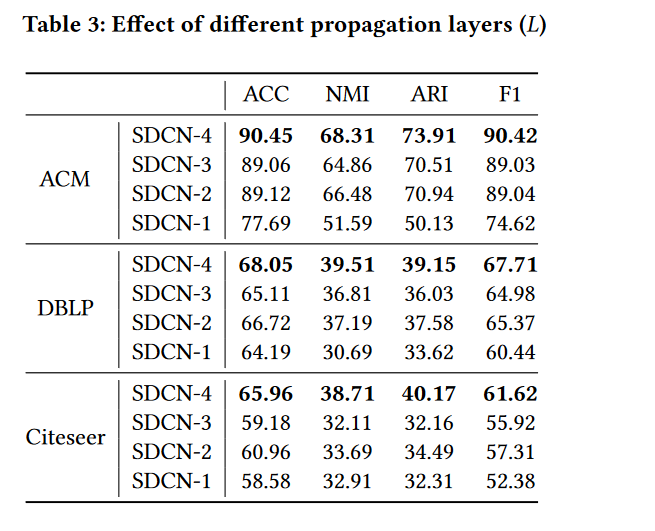 Table 3: Effect of different propagation layers (L)
ACC NMI ARI F1
ACM
SDCN-4 90.45 68.31 73.91 90.42
SDCN-3 89.06 64.86 70.51 89.03
SDCN-2 89.12 66.48 70.94 89.04
SDCN-1 77.69 51.59 50.13 74.62
DBLP
SDCN-4 68.05 39.51 39.15 67.71
SDCN-3 65.11 36.81 36.03 64.98
SDCN-2 66.72 37.19 37.58 65.37
SDCN-1 64.19 30.69 33.62 60.44
Citeseer
SDCN-4 65.96 38.71 40.17 61.62
SDCN-3 59.18 32.11 32.16 55.92
SDCN-2 60.96 33.69 34.49 57.31
SDCN-1 58.58 32.91 32.31 52.38